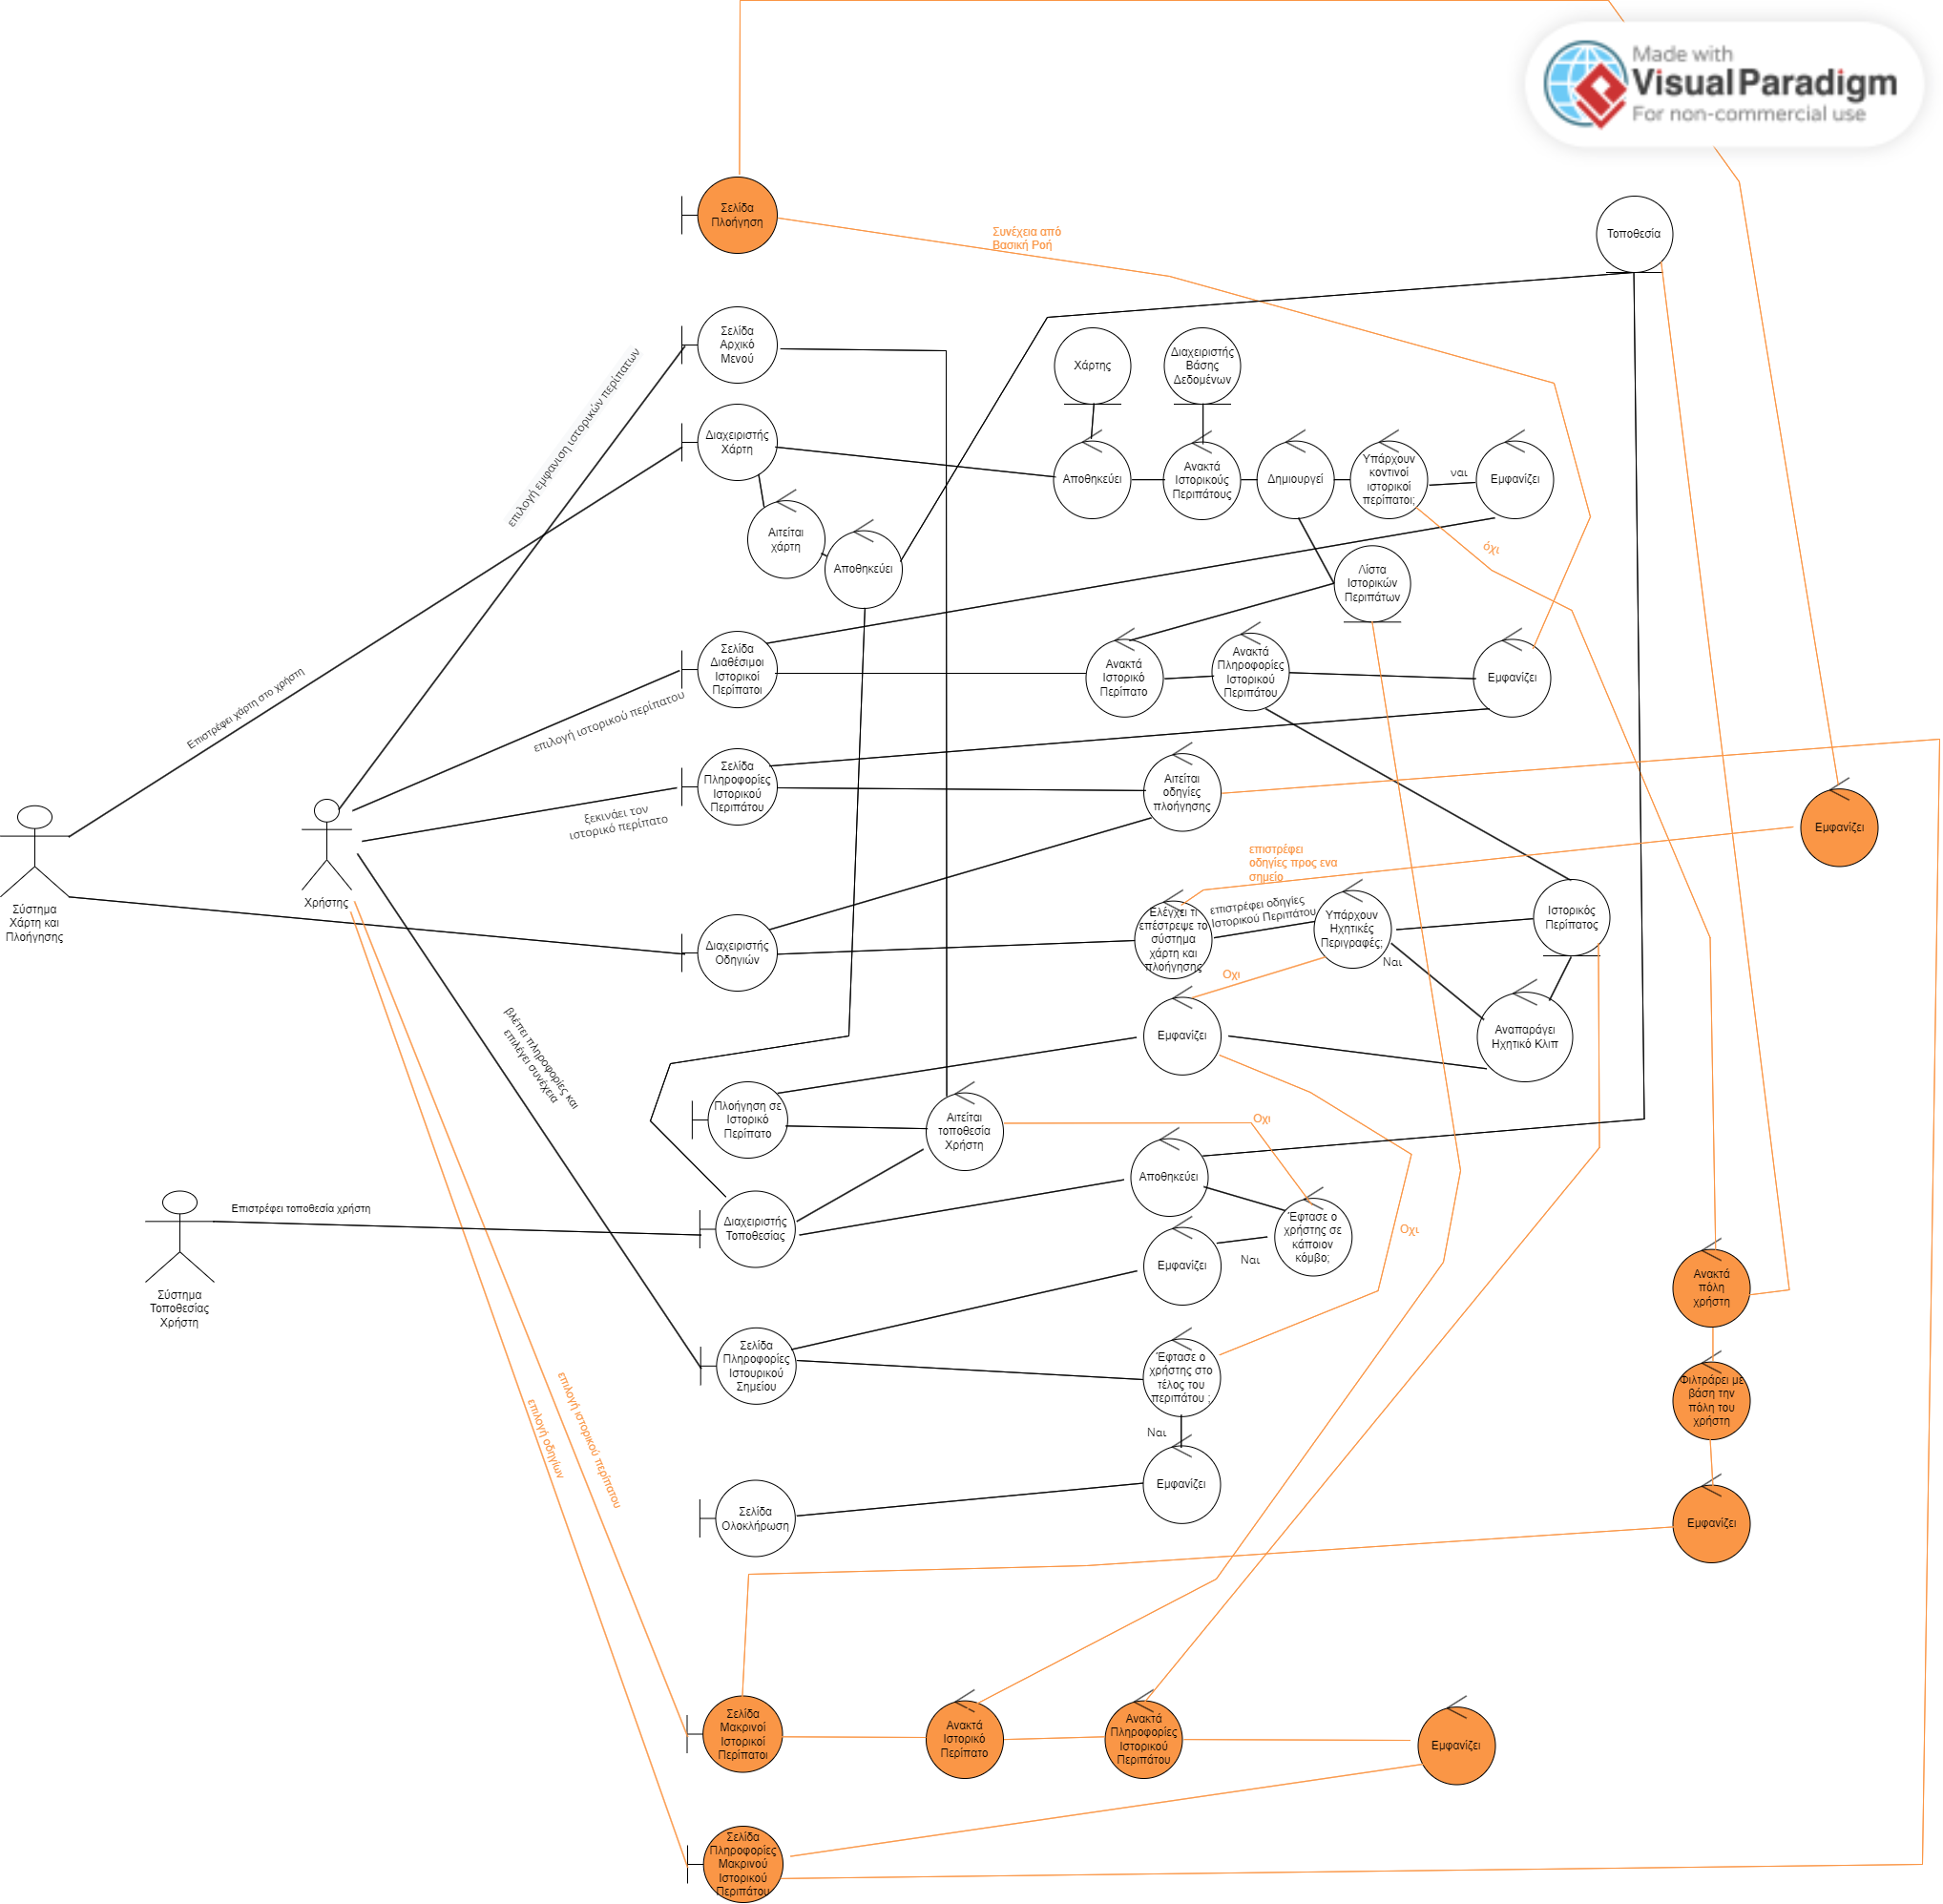 Made with
Visual Paradigm
For non-commercial use
Σελίδα
Πλοήγηση
Συνέχεια από
Βασική Ροή
Τοποθεσία
Σελίδα
Αρχικό
Μενού
επιλογή εμφανιση ιστορικών περίπατων
Χάρτης
Διαχειριστής
Βάσης
Δεδομένων
Διαχειριστής
Χάρτη
Αποθηκεύει
Ανακτά
Ιστορικούς
Περιπάτους
Δημιουργεί
Υπάρχουν
κοντινοί
ιστορικοί
περίπατοι;
ναι
Εμφανίζει
Αιτείται
χάρτη
Αποθηκεύει
όχι
Λίστα
Ιστορικών
Περιπάτων
Επιστρέφει χάρτη στο χρήστη
Σελίδα
Διαθέσιμοι
Ιστορικοί
Περίπατοι
Ανακτά
Ιστορικό
Περίπατο
Ανακτά
Πληροφορίες
Ιστορικού
Περιπάτου
Εμφανίζει
επιλογή ιστορικού περίπατου
Σελίδα
Πληροφορίες
Ιστορικού
Περιπάτου
Αιτείται
οδηγίες
πλοήγησης
ξεκινάει τον
ιστορικό περίπατο
Εμφανίζει
επιστρέφει
οδηγίες προς ενα
σημείο
Χρήστης
Σύστημα
Χάρτη και
Πλοήγησης
Διαχειριστής
Οδηγιών
Ελέγχει τι
επέστρεψε το
σύστημα
χάρτη και
πλοήγησης
επιστρέφει οδηγίες
Ιστορικού Περιπάτου
Υπάρχουν
Ηχητικές
Περιγραφές;
Ιστορικός
Περίπατος
Ναι
Οχι
Εμφανίζει
Αναπαράγει
Ηχητικό Κλιπ
βλέπει πληροφορίες και
επιλέγει συνέχεια
Πλοήγηση σε
Ιστορικό
Περίπατο
Αιτείται
τοποθεσία
Χρήστη
Οχι
Αποθηκεύει
Επιστρέφει τοποθεσία χρήστη
Διαχειριστής
Τοποθεσίας
Έφτασε ο
χρήστης σε
κάποιον
κόμβο;
Οχι
Εμφανίζει
Ναι
Σύστημα
Τοποθεσίας
Χρήστη
Ανακτά
πόλη
χρήστη
Σελίδα
Πληροφορίες
Ιστουρικού
Σημείου
Έφτασε ο
χρήστης στο
τέλος του
περιπάτου ;
Φιλτράρει με
βάση την
πόλη του
χρήστη
επιλογή ιστορικού περίπατου
επιλογή οδηγίων
Ναι
Εμφανίζει
Σελίδα
Ολοκλήρωση
Εμφανίζει
Σελίδα
Μακρινοί
Ιστορικοί
Περίπατοι
Ανακτά
Ιστορικό
Περίπατο
Ανακτά
Πληροφορίες
Ιστορικού
Περιπάτου
Εμφανίζει
Σελίδα
Πληροφορίες
Μακρινού
Ιστορικού
Περιπάτου